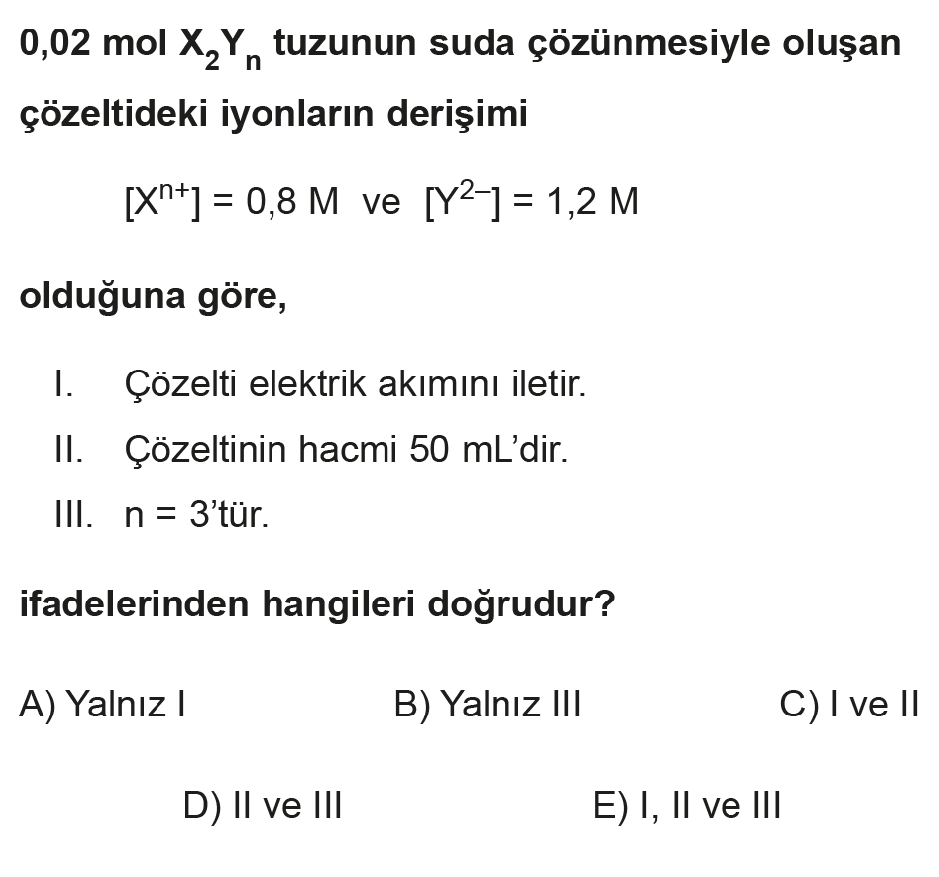 0,02 mol X₂Yₙ tuzunun suda çözünmesiyle oluşan
çözeltideki iyonların derişimi
[Xⁿ⁺] = 0,8 M ve [Y²⁻] = 1,2 M
olduğuna göre,
I. Çözelti elektrik akımını iletir.
II. Çözeltinin hacmi 50 mL’dir.
III. n = 3’tür.
ifadelerinden hangileri doğrudur?
A) Yalnız I B) Yalnız III C) I ve II
D) II ve III E) I, II ve III